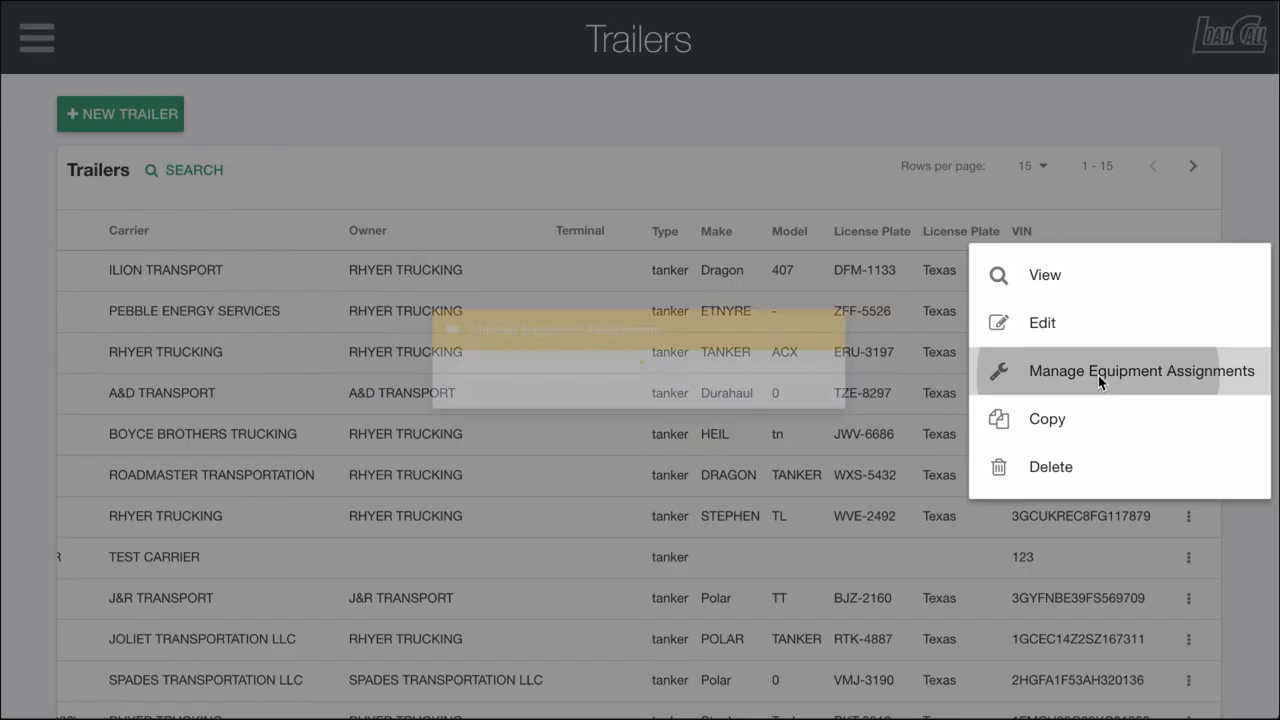 Trailers
LOAD CALL
+ NEW TRAILER
Trailers SEARCH
Rows per page: 15 1 - 15
Carrier Owner Terminal Type Make Model License Plate License Plate VIN
ILION TRANSPORT RHYER TRUCKING tanker Dragon 407 DFM-1133 Texas
PEBBLE ENERGY SERVICES RHYER TRUCKING tanker ETNYRE - ZFF-5526 Texas
RHYER TRUCKING RHYER TRUCKING tanker TANKER ACX ERU-3197 Texas
A&D TRANSPORT A&D TRANSPORT tanker Durahaul 0 TZE-8297 Texas
BOYCE BROTHERS TRUCKING RHYER TRUCKING tanker HEIL tn JWV-6686 Texas
ROADMASTER TRANSPORTATION RHYER TRUCKING tanker DRAGON TANKER WXS-5432 Texas
RHYER TRUCKING RHYER TRUCKING tanker STEPHEN TL WVE-2492 Texas 3GCUKREC8FG117879
TEST CARRIER tanker 123
J&R TRANSPORT J&R TRANSPORT tanker Polar TT BJZ-2160 Texas 3GYFNBE39FS569709
JOLIET TRANSPORTATION LLC RHYER TRUCKING tanker POLAR TANKER RTK-4887 Texas 1GCEC14Z2SZ167311
SPADES TRANSPORTATION LLC SPADES TRANSPORTATION LLC tanker Polar 0 VMJ-3190 Texas 2HGFA1F53AH320136
Manage Equipment Assignments
View
Edit
Manage Equipment Assignments
Copy
Delete